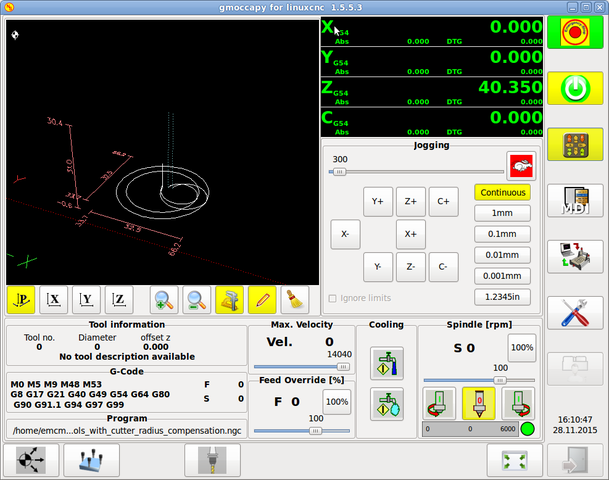 gmoccapy for linuxcnc 1.5.5.3
X G54 0.000
Abs 0.000 DTG 0.000
Y G54 0.000
Abs 0.000 DTG 0.000
Z G54 40.350
Abs 0.000 DTG 0.000
C G54 0.000
Abs 0.000 DTG 0.000
30.4
31.0
-0.6
32.5
66.2
X
Jogging
300
Continuous
Y+ Z+ C+
1mm
X- X+
0.1mm
0.01mm
Y- Z- C-
0.001mm
Ignore limits
1.2345in
MDI
P X Y Z
Tool information
Tool no. Diameter offset z
0 0 0.000
No tool description available
G-Code
M0 M5 M9 M48 M53 F 0
G8 G17 G21 G40 G49 G54 G64 G80
G90 G91.1 G94 G97 G99 S 0
Program
/home/emcm...ols_with_cutter_radius_compensation.ngc
Max. Velocity
Vel. 0
14040
Feed Override [%]
F 0 100%
100
Cooling
Spindle [rpm]
S 0 100%
100
0 0 6000
16:10:47
28.11.2015